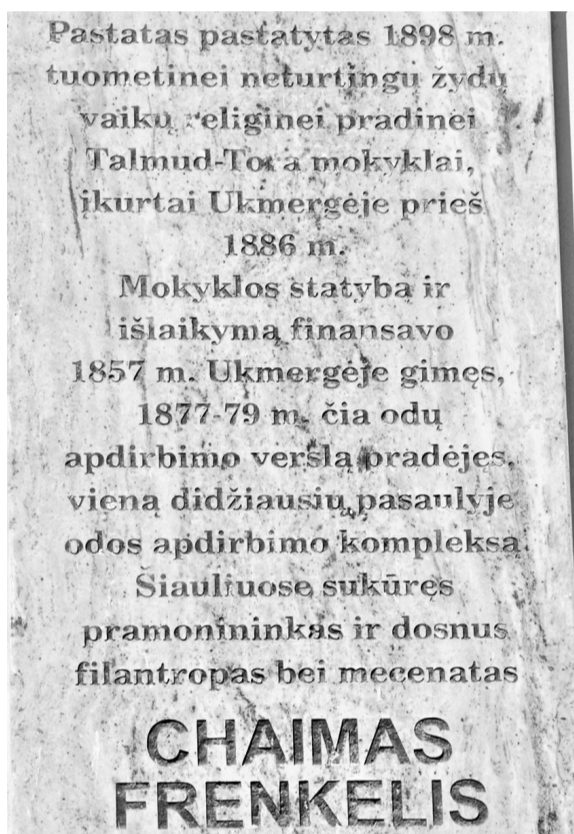 Pastatas pastatytas 1898 m.
tuometinei neturtingų žydų
vaikų religinei pradinei
Talmud-Tora mokyklai,
įkurtai Ukmergėje prieš
1886 m.
Mokyklos statybą ir
išlaikymą finansavo
1857 m. Ukmergėje gimęs,
1877-79 m. čia odų
apdirbimo verslą pradėjęs,
vieną didžiausių pasaulyje
odos apdirbimo kompleksą
Šiauliuose sukūręs
pramonininkas ir dosnus
filantropas bei mecenatas
CHAIMAS
FRENKELIS